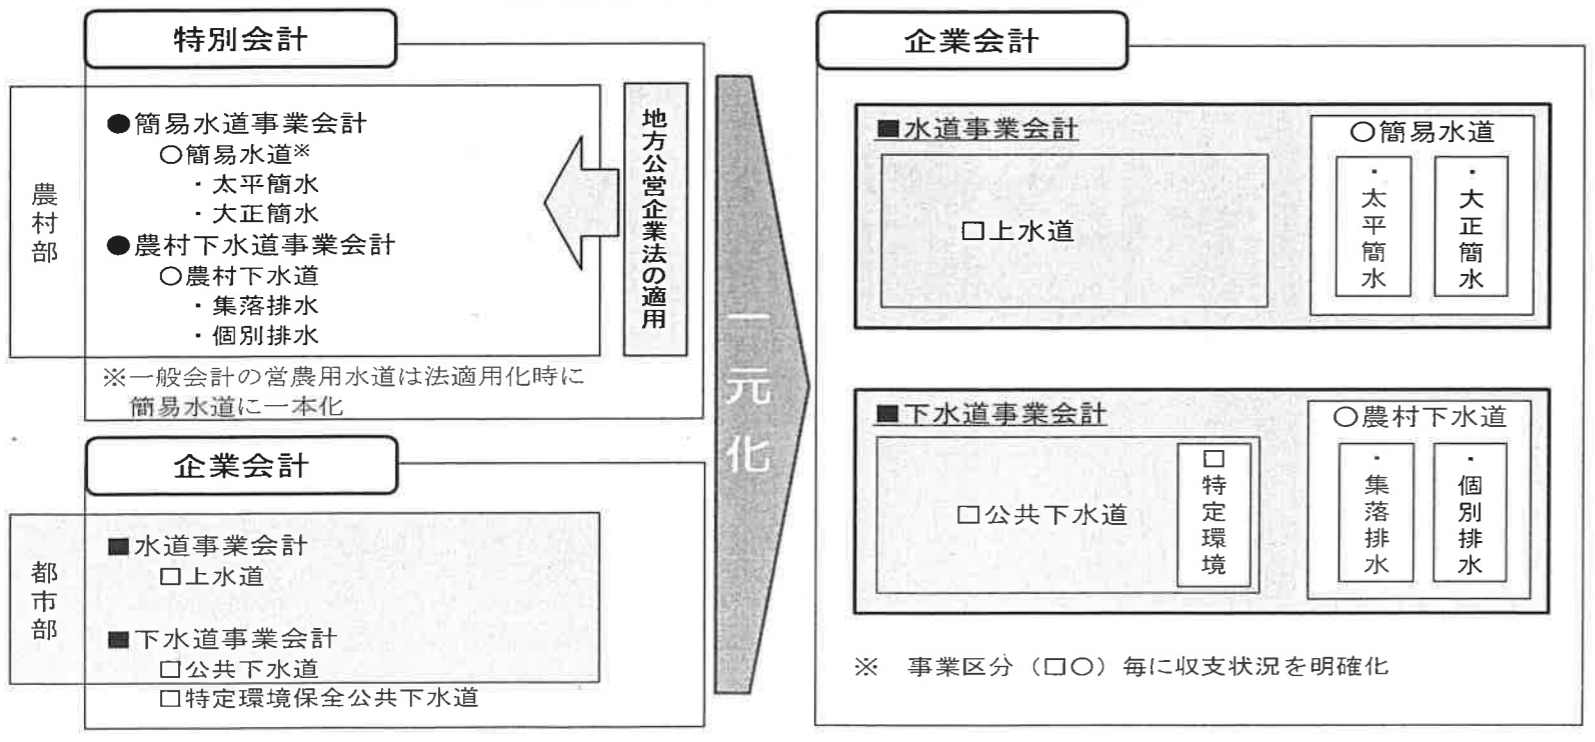 特別会計
農村部
●簡易水道事業会計
○簡易水道※
・太平簡水
・大正簡水
●農村下水道事業会計
○農村下水道
・集落排水
・個別排水
地方公営企業法の適用
※一般会計の営農用水道は法適用化時に
簡易水道に一本化
企業会計
都市部
■水道事業会計
□上水道
■下水道事業会計
□公共下水道
□特定環境保全公共下水道
一元化
企業会計
■水道事業会計
□上水道
○簡易水道
・太平簡水
・大正簡水
■下水道事業会計
□公共下水道
□特定環境
○農村下水道
・集落排水
・個別排水
※ 事業区分（□○）毎に収支状況を明確化